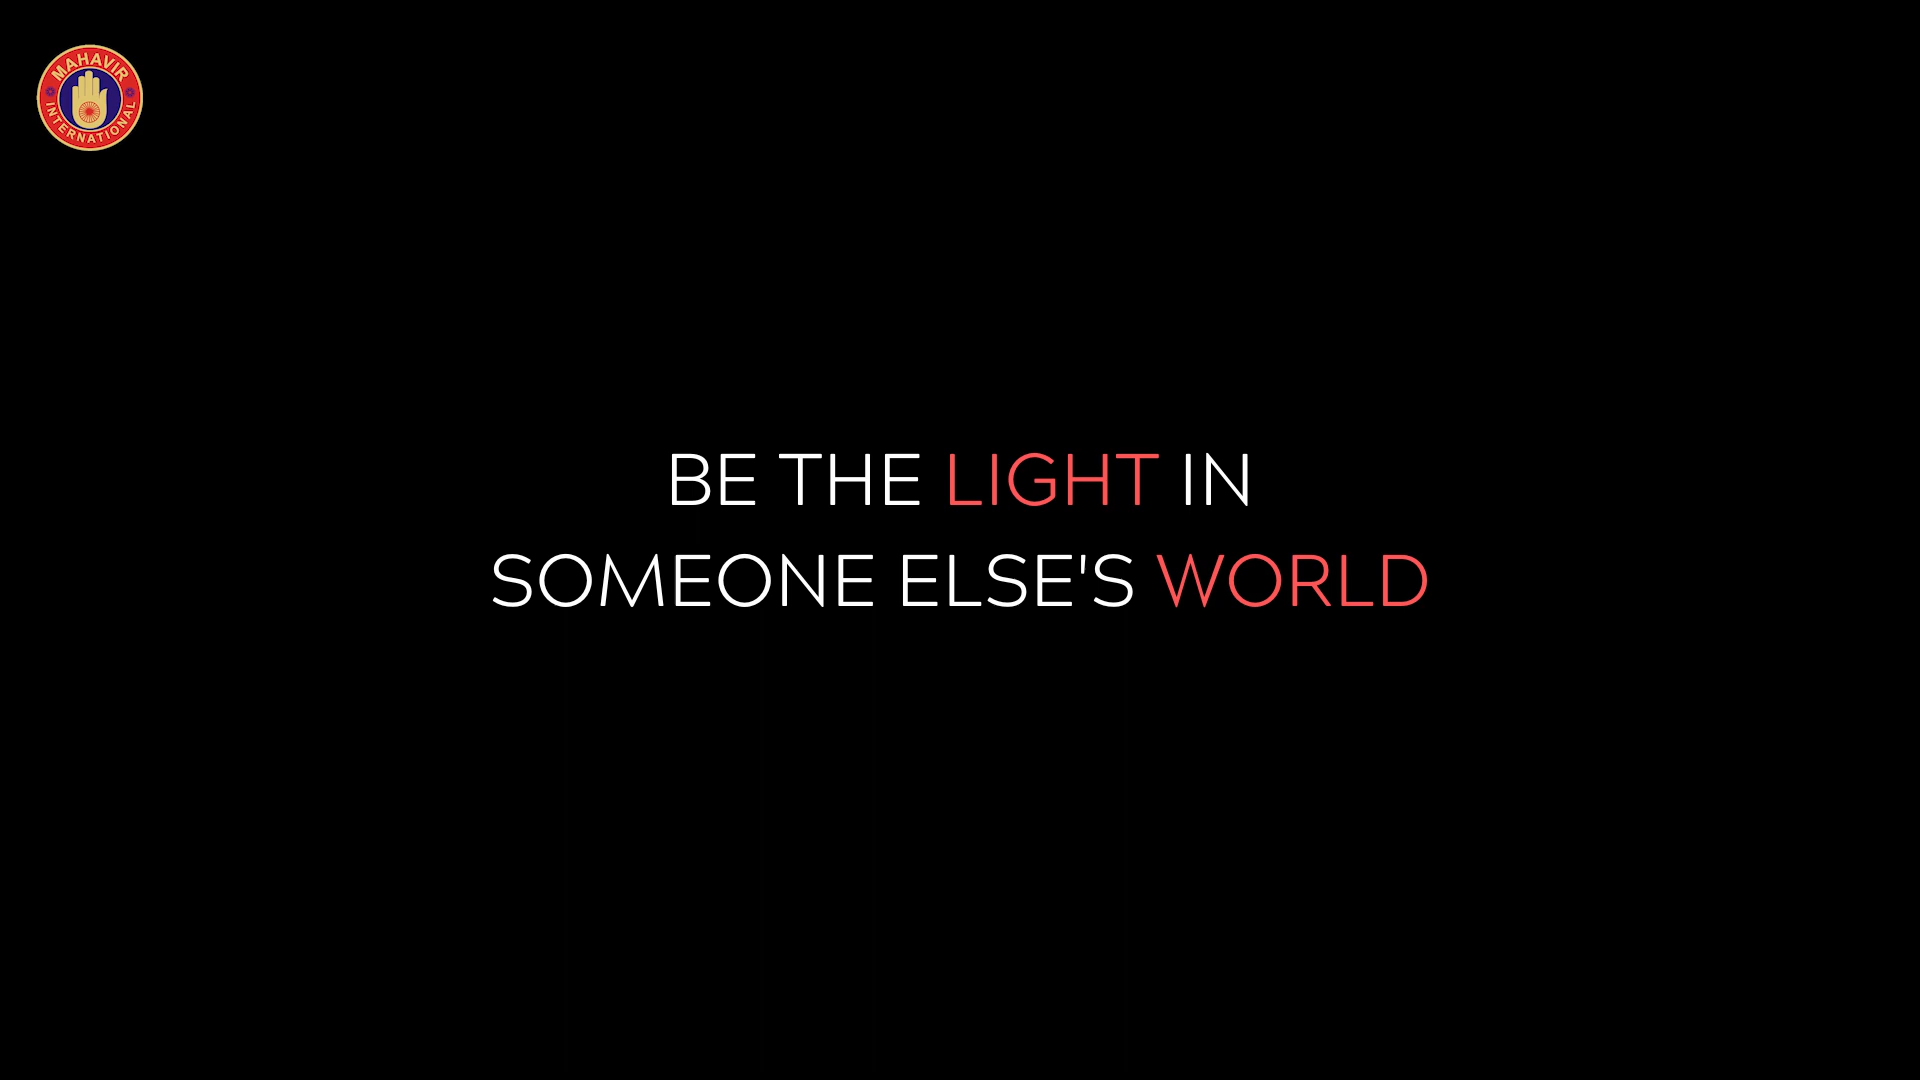 MAHAVIR
INTERNATIONAL
BE THE LIGHT IN
SOMEONE ELSE'S WORLD